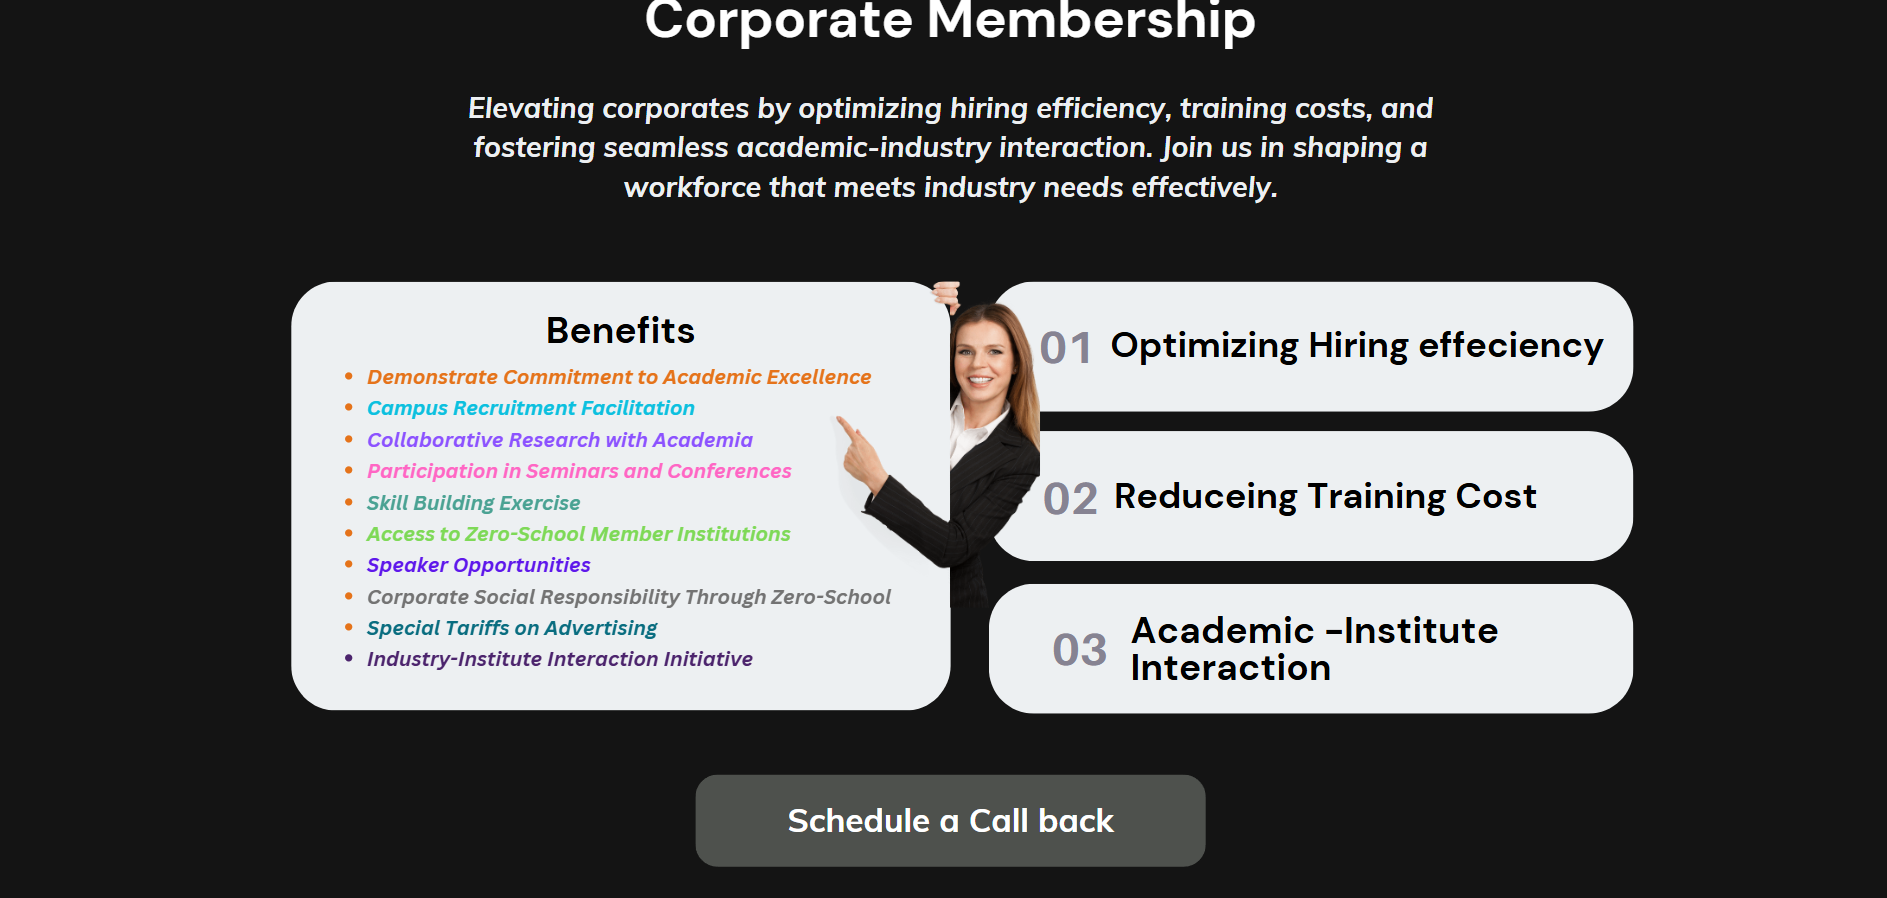 Corporate Membership
Elevating corporates by optimizing hiring efficiency, training costs, and
fostering seamless academic-industry interaction. Join us in shaping a
workforce that meets industry needs effectively.
Benefits
• Demonstrate Commitment to Academic Excellence
• Campus Recruitment Facilitation
• Collaborative Research with Academia
• Participation in Seminars and Conferences
• Skill Building Exercise
• Access to Zero-School Member Institutions
• Speaker Opportunities
• Corporate Social Responsibility Through Zero-School
• Special Tariffs on Advertising
• Industry-Institute Interaction Initiative
01 Optimizing Hiring effeciency
02 Reduceing Training Cost
03 Academic -Institute
Interaction
Schedule a Call back